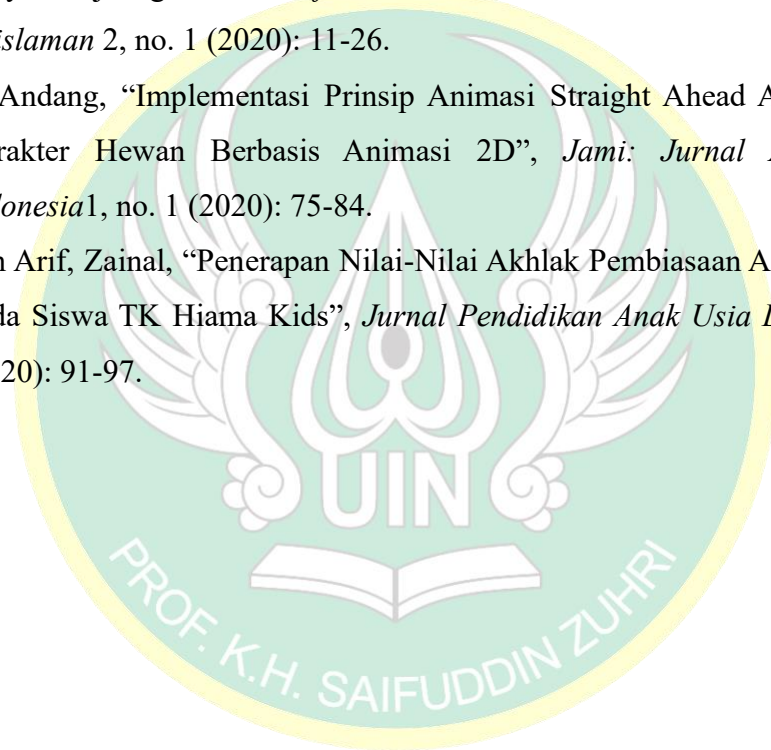 islaman 2, no. 1 (2020): 11-26.
Andang, “Implementasi Prinsip Animasi Straight Ahead A
rakter Hewan Berbasis Animasi 2D”, Jami: Jurnal
donesia1, no. 1 (2020): 75-84.
n Arif, Zainal, “Penerapan Nilai-Nilai Akhlak Pembiasaan A
da Siswa TK Hiama Kids”, Jurnal Pendidikan Anak Usia
20): 91-97.
UIN
PROF. K.H. SAIFUDDIN ZUHRI